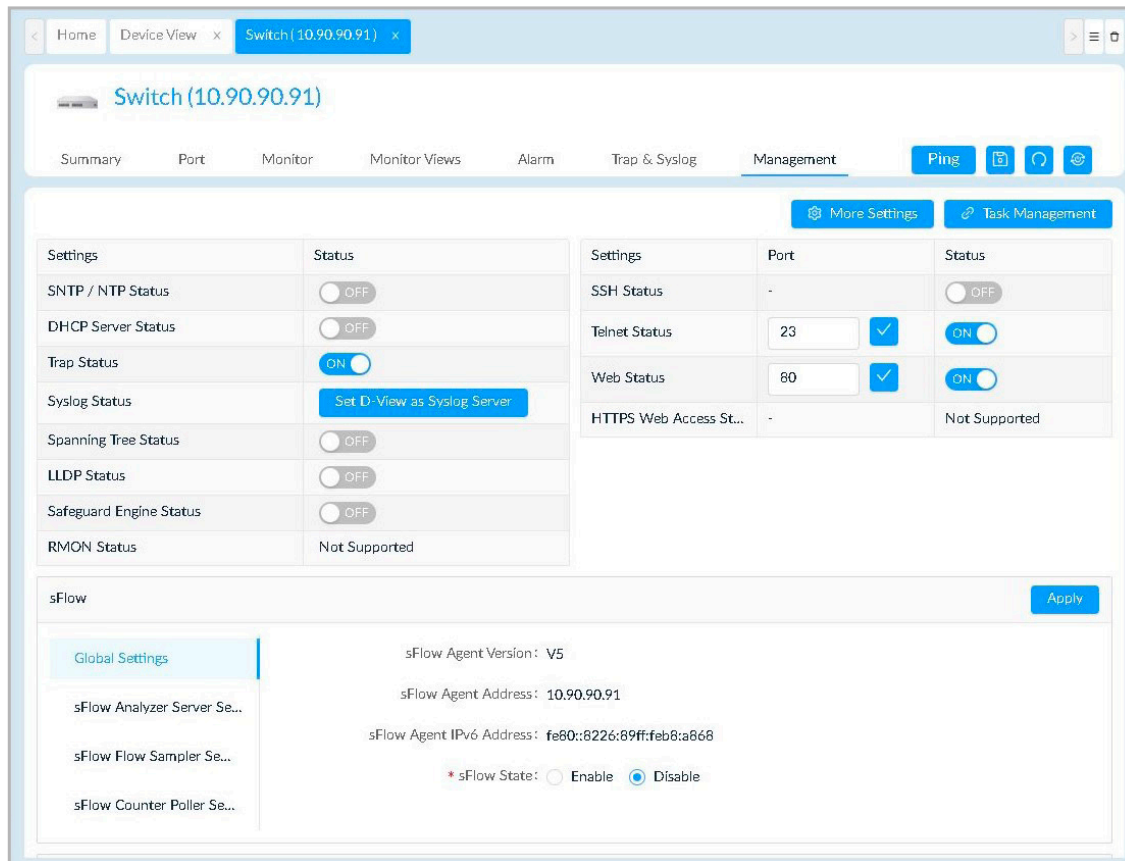 Home Device View x Switch (10.90.90.91) x
Switch (10.90.90.91)
Summary Port Monitor Monitor Views Alarm Trap & Syslog Management Ping
More Settings Task Management
Settings Status
SNTP / NTP Status OFF
DHCP Server Status OFF
Trap Status ON
Syslog Status Set D-View as Syslog Server
Spanning Tree Status OFF
LLDP Status OFF
Safeguard Engine Status OFF
RMON Status Not Supported
Settings Port Status
SSH Status - OFF
Telnet Status 23 ON
Web Status 80 ON
HTTPS Web Access St... - Not Supported
sFlow Apply
Global Settings
sFlow Analyzer Server Se...
sFlow Flow Sampler Se...
sFlow Counter Poller Se...
sFlow Agent Version: V5
sFlow Agent Address: 10.90.90.91
sFlow Agent IPv6 Address: fe80::8226:89ff:feb8:a868
* sFlow State: Enable Disable